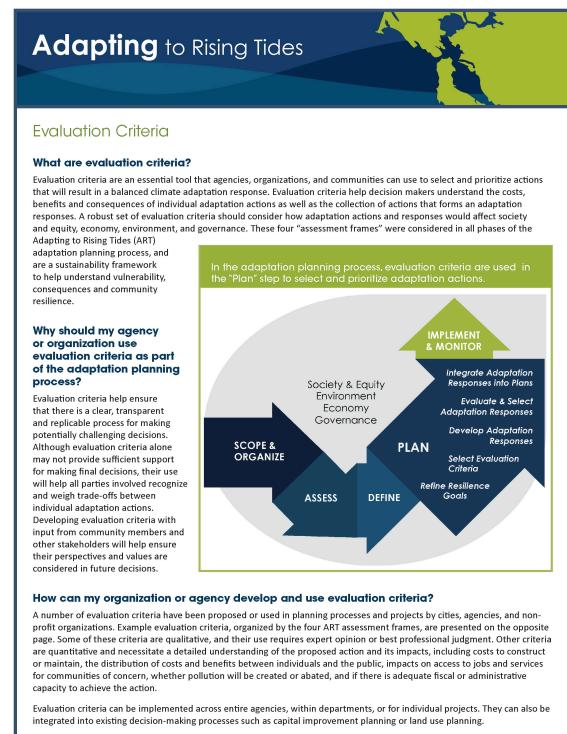 Adapting to Rising Tides
Evaluation Criteria
What are evaluation criteria?
Evaluation criteria are an essential tool that agencies, organizations, and communities can use to select and prioritize actions
that will result in a balanced climate adaptation response. Evaluation criteria help decision makers understand the costs,
benefits and consequences of individual adaptation actions as well as the collection of actions that forms an adaptation
responses. A robust set of evaluation criteria should consider how adaptation actions and responses would affect society
and equity, economy, environment, and governance. These four “assessment frames” were considered in all phases of the
Adapting to Rising Tides (ART)
adaptation planning process, and
are a sustainability framework
to help understand vulnerability,
consequences and community
resilience.
Why should my agency
or organization use
evaluation criteria as part
of the adaptation planning
process?
Evaluation criteria help ensure
that there is a clear, transparent
and replicable process for making
potentially challenging decisions.
Although evaluation criteria alone
may not provide sufficient support
for making final decisions, their use
will help all parties involved recognize
and weigh trade-offs between
individual adaptation actions.
Developing evaluation criteria with
input from community members and
other stakeholders will help ensure
their perspectives and values are
considered in future decisions.
In the adaptation planning process, evaluation criteria are used in
the "Plan" step to select and prioritize adaptation actions.
IMPLEMENT
& MONITOR
Society & Equity
Environment
Economy
Governance
SCOPE &
ORGANIZE
ASSESS
DEFINE
PLAN
Integrate Adaptation
Responses into Plans
Evaluate & Select
Adaptation Responses
Develop Adaptation
Responses
Select Evaluation
Criteria
Refine Resilience
Goals
How can my organization or agency develop and use evaluation criteria?
A number of evaluation criteria have been proposed or used in planning processes and projects by cities, agencies, and non-
profit organizations. Example evaluation criteria, organized by the four ART assessment frames, are presented on the opposite
page. Some of these criteria are qualitative, and their use requires expert opinion or best professional judgment. Other criteria
are quantitative and necessitate a detailed understanding of the proposed action and its impacts, including costs to construct
or maintain, the distribution of costs and benefits between individuals and the public, impacts on access to jobs and services
for communities of concern, whether pollution will be created or abated, and if there is adequate fiscal or administrative
capacity to achieve the action.
Evaluation criteria can be implemented across entire agencies, within departments, or for individual projects. They can also be
integrated into existing decision-making processes such as capital improvement planning or land use planning.